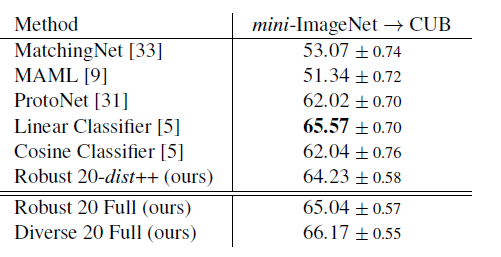 Method mini-ImageNet → CUB
MatchingNet [33] 53.07 ± 0.74
MAML [9] 51.34 ± 0.72
ProtoNet [31] 62.02 ± 0.70
Linear Classifier [5] 65.57 ± 0.70
Cosine Classifier [5] 62.04 ± 0.76
Robust 20-dist++ (ours) 64.23 ± 0.58
Robust 20 Full (ours) 65.04 ± 0.57
Diverse 20 Full (ours) 66.17 ± 0.55